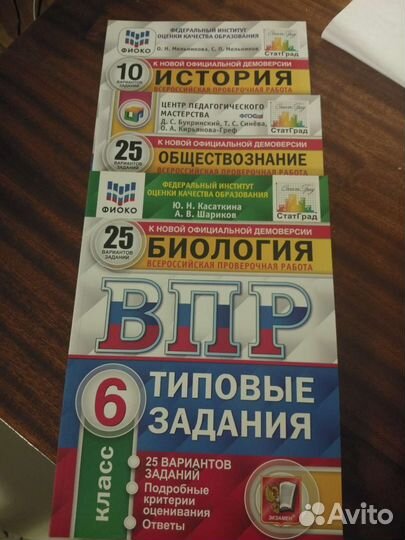 ФИОКО
ФЕДЕРАЛЬНЫЙ ИНСТИТУТ
ОЦЕНКИ КАЧЕСТВА ОБРАЗОВАНИЯ
О. Н. Мельникова, С. П. Мельников
СтатГрад
10
ВАРИАНТОВ
ЗАДАНИЙ
К НОВОЙ ОФИЦИАЛЬНОЙ ДЕМОВЕРСИИ
ИСТОРИЯ
ВСЕРОССИЙСКАЯ ПРОВЕРОЧНАЯ РАБОТА
ЦЕНТР ПЕДАГОГИЧЕСКОГО
МАСТЕРСТВА
Д. С. Букринский, Т. С. Синёва,
О. А. Кирьянова-Греф
СтатГрад
25
ВАРИАНТОВ
ЗАДАНИЙ
К НОВОЙ ОФИЦИАЛЬНОЙ ДЕМОВЕРСИИ
ОБЩЕСТВОЗНАНИЕ
ВСЕРОССИЙСКАЯ ПРОВЕРОЧНАЯ РАБОТА
ФИОКО
ФЕДЕРАЛЬНЫЙ ИНСТИТУТ
ОЦЕНКИ КАЧЕСТВА ОБРАЗОВАНИЯ
Ю. Н. Касаткина
А. В. Шариков
СтатГрад
25
ВАРИАНТОВ
ЗАДАНИЙ
К НОВОЙ ОФИЦИАЛЬНОЙ ДЕМОВЕРСИИ
БИОЛОГИЯ
ВСЕРОССИЙСКАЯ ПРОВЕРОЧНАЯ РАБОТА
ВПР
6
класс
ТИПОВЫЕ
ЗАДАНИЯ
25 ВАРИАНТОВ
ЗАДАНИЙ
Подробные
критерии
оценивания
Ответы
ЭКЗАМЕН
Avito